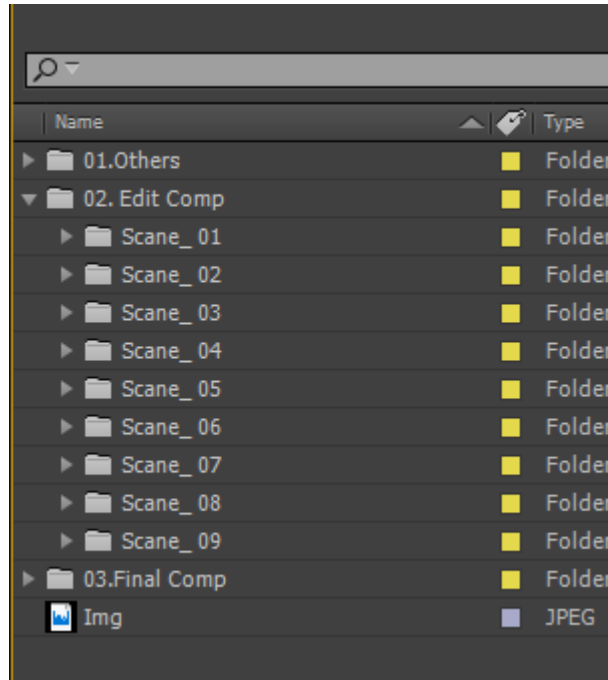 Name Type
01.Others Folder
02. Edit Comp Folder
Scane_ 01 Folder
Scane_ 02 Folder
Scane_ 03 Folder
Scane_ 04 Folder
Scane_ 05 Folder
Scane_ 06 Folder
Scane_ 07 Folder
Scane_ 08 Folder
Scane_ 09 Folder
03.Final Comp Folder
Img JPEG